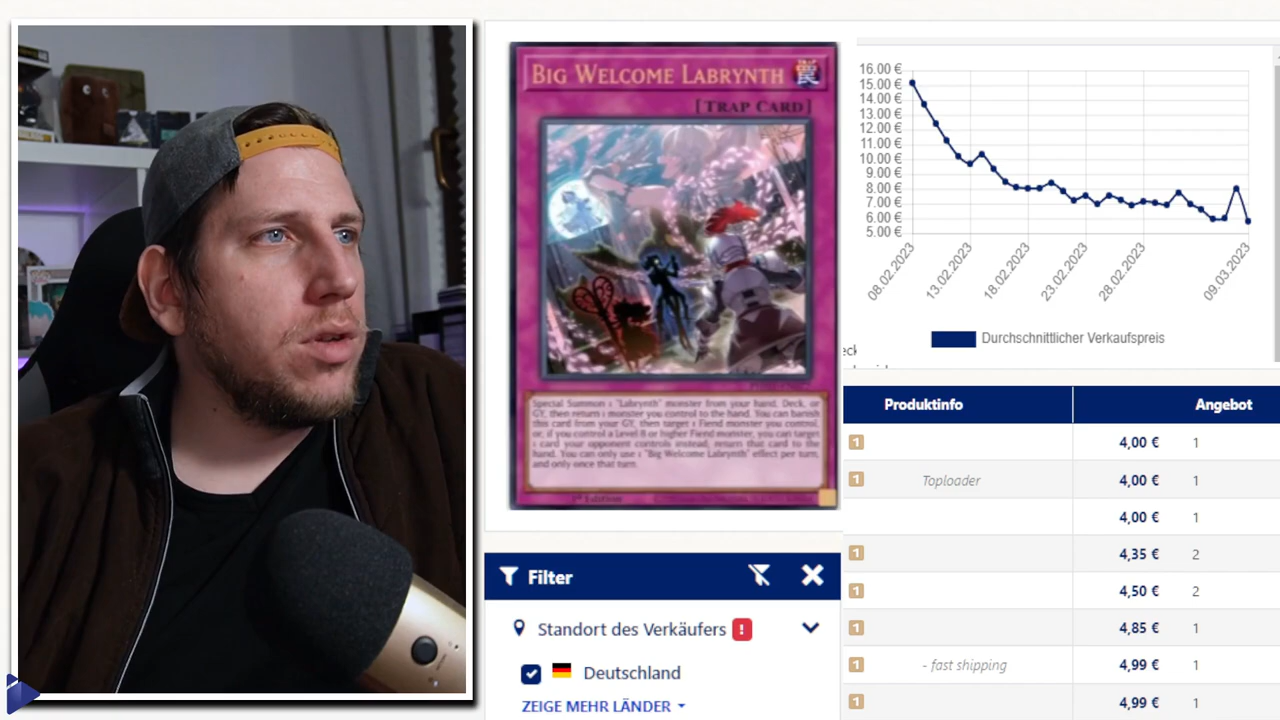 BIG WELCOME LABRYNTH
[TRAP CARD]
Special Summon 1 "Labrynth" monster from your hand, Deck, or
GY, then return 1 monster you control to the hand. You can banish
this card from your GY, then target 1 Fiend monster you control,
or, if you control a Level 8 or higher Fiend monster, you can target
1 card your opponent controls instead, return that card to the
hand. You can only use 1 "Big Welcome Labrynth" effect per turn,
and only once that turn.
1st Edition
16.00 €
15.00 €
14.00 €
13.00 €
12.00 €
11.00 €
10.00 €
9.00 €
8.00 €
7.00 €
6.00 €
5.00 €
08.02.2023
13.02.2023
18.02.2023
23.02.2023
28.02.2023
09.03.2023
Durchschnittlicher Verkaufspreis
Produktinfo Angebot
1 4,00 € 1
1 Toploader 4,00 € 1
4,00 € 1
1 4,35 € 2
1 4,50 € 2
1 4,85 € 1
1 - fast shipping 4,99 € 1
1 4,99 € 1
Filter
Standort des Verkäufers !
Deutschland
ZEIGE MEHR LÄNDER